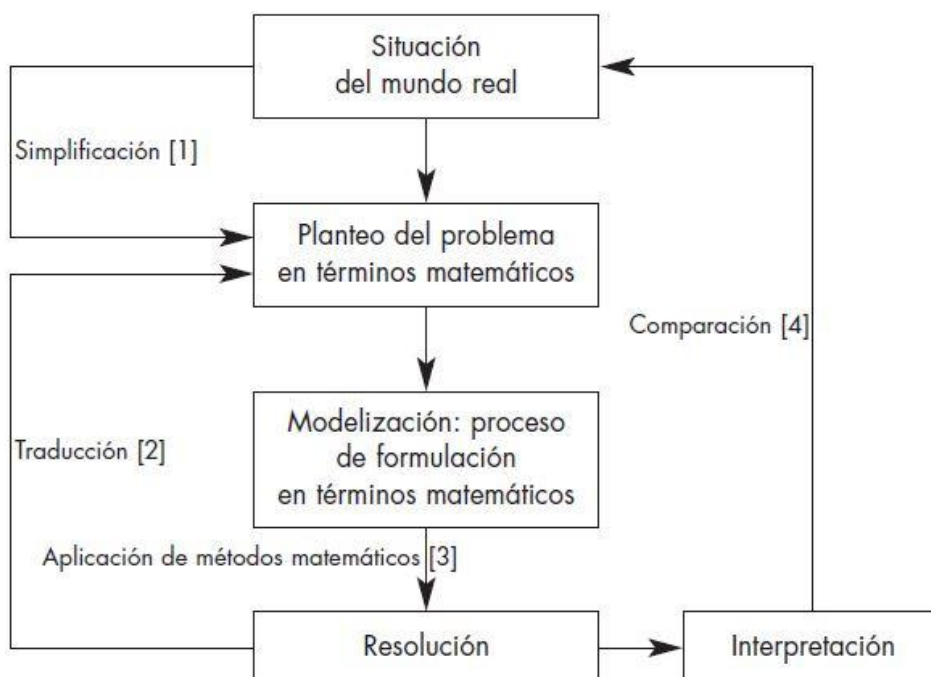 Situación
del mundo real
Simplificación [1]
Planteo del problema
en términos matemáticos
Comparación [4]
Modelización: proceso
de formulación
en términos matemáticos
Traducción [2]
Aplicación de métodos matemáticos [3]
Resolución
Interpretación